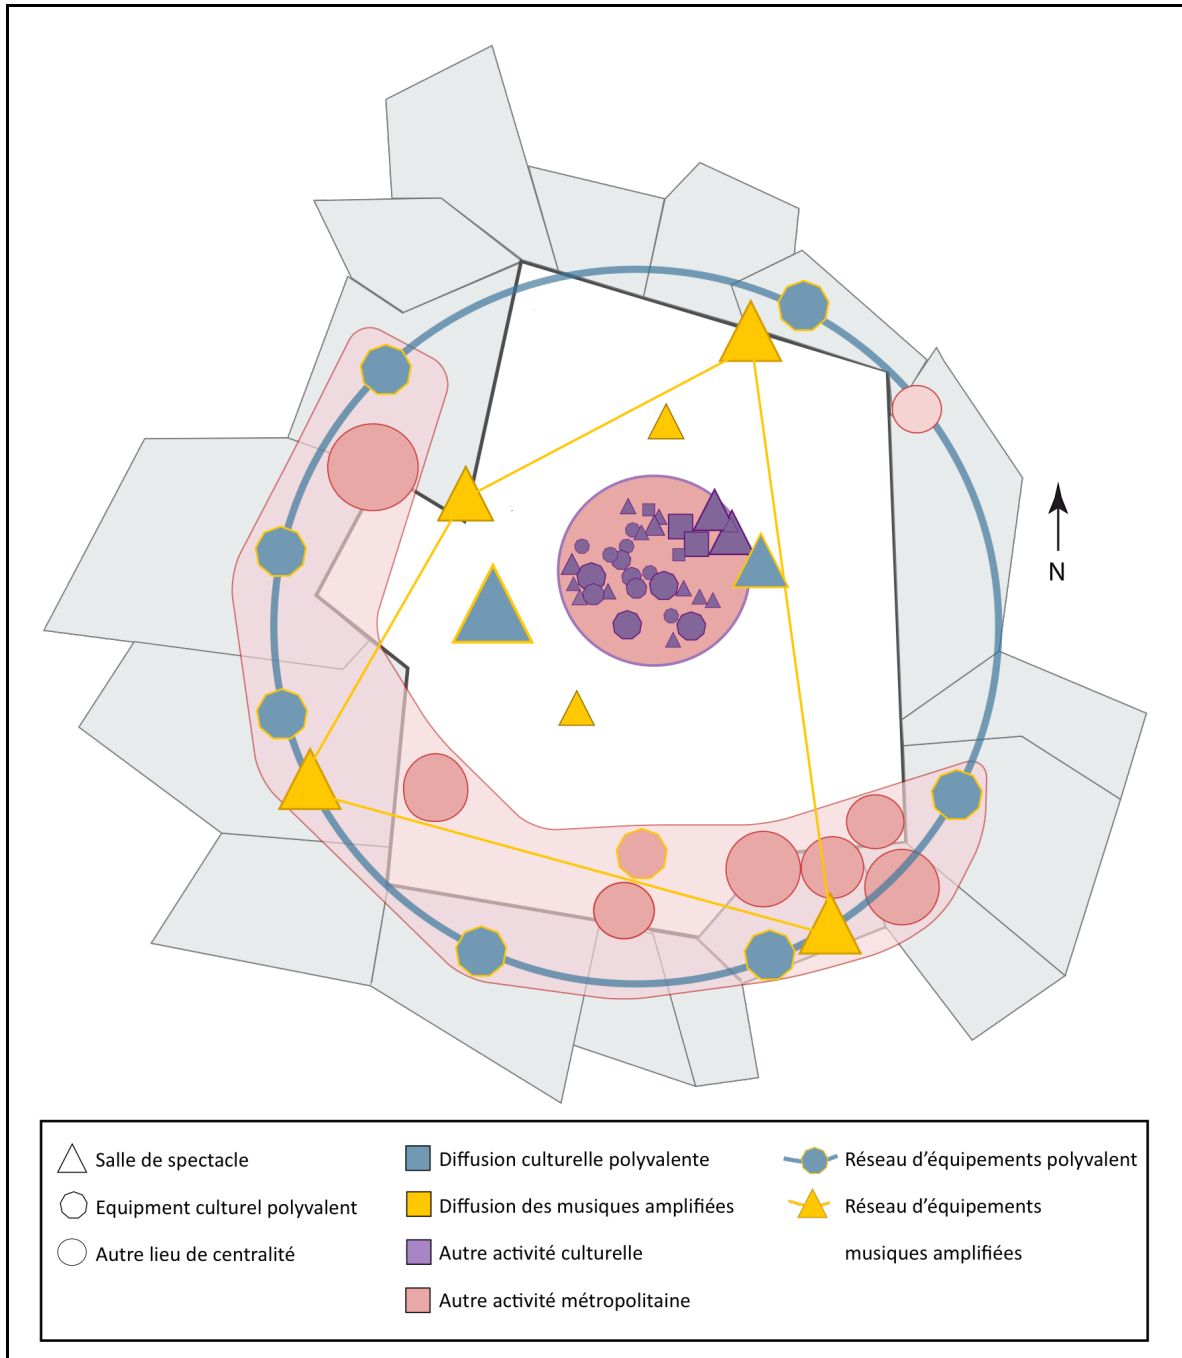 N
Salle de spectacle
Equipment culturel polyvalent
Autre lieu de centralité
Diffusion culturelle polyvalente
Diffusion des musiques amplifiées
Autre activité culturelle
Autre activité métropolitaine
Réseau d'équipements polyvalent
Réseau d'équipements
musiques amplifiées